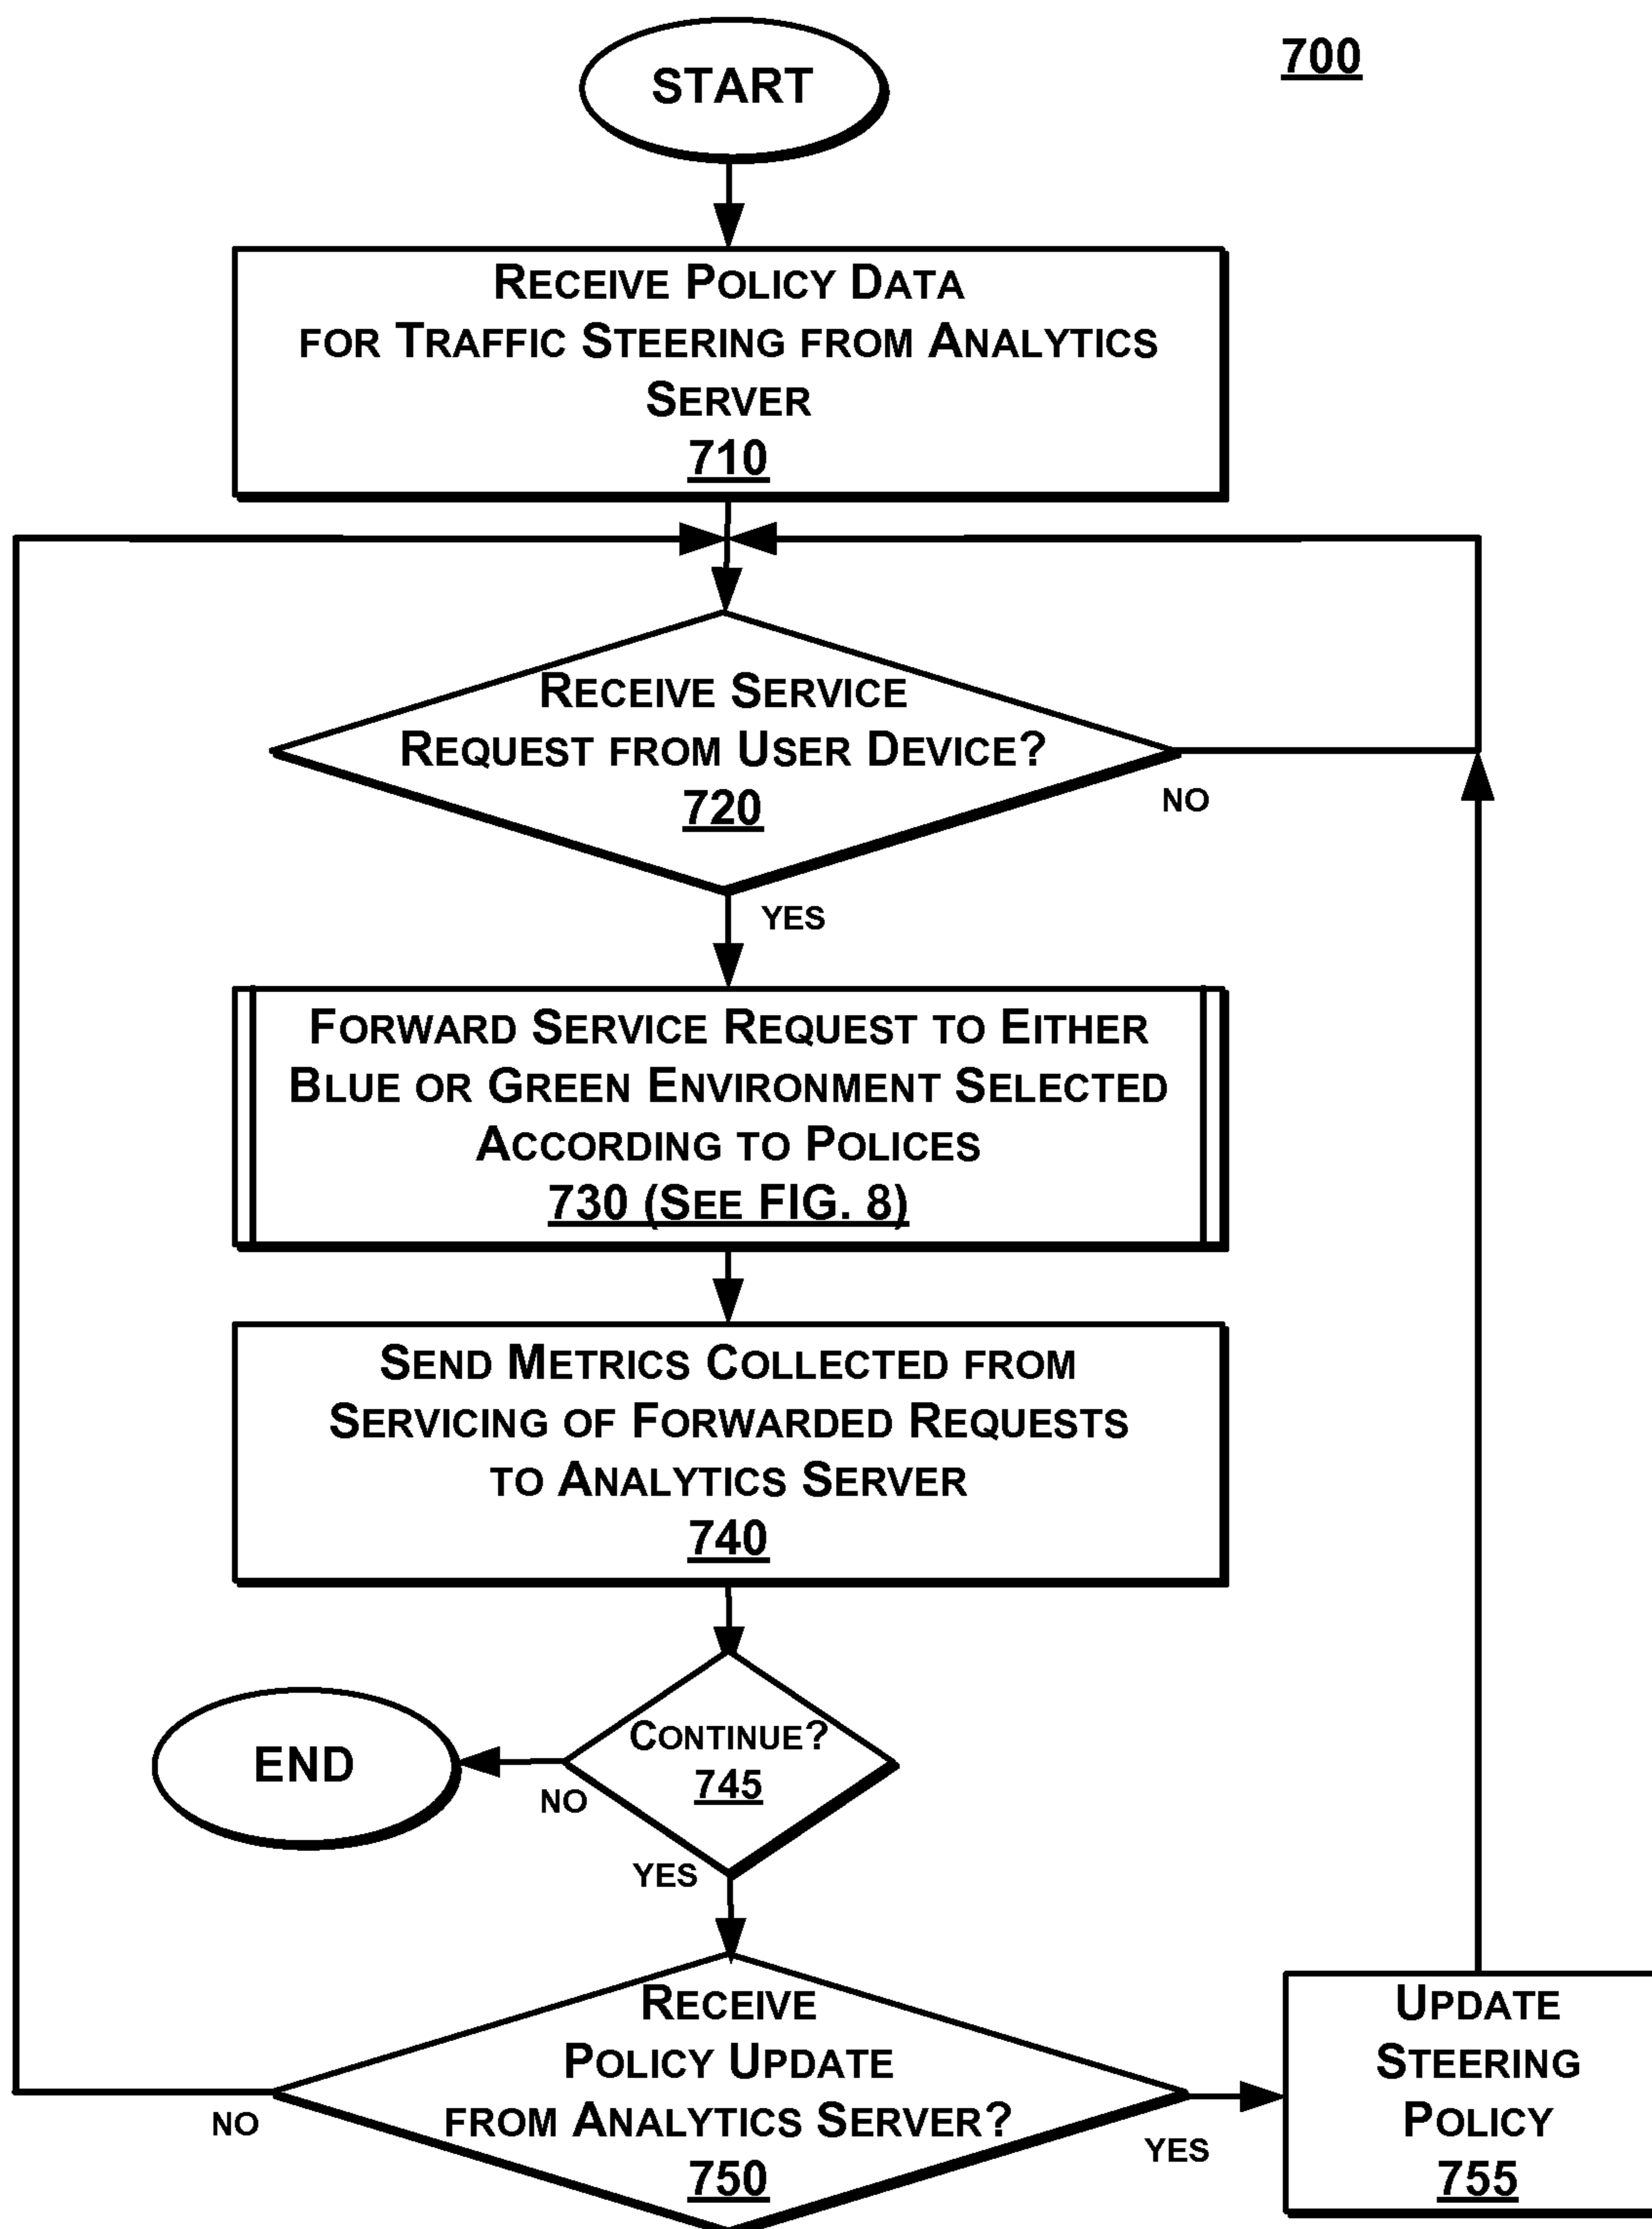 700
START
RECEIVE POLICY DATA
FOR TRAFFIC STEERING FROM ANALYTICS
SERVER
710
RECEIVE SERVICE
REQUEST FROM USER DEVICE?
720
NO
YES
FORWARD SERVICE REQUEST TO EITHER
BLUE OR GREEN ENVIRONMENT SELECTED
ACCORDING TO POLICES
730 (SEE FIG. 8)
SEND METRICS COLLECTED FROM
SERVICING OF FORWARDED REQUESTS
TO ANALYTICS SERVER
740
CONTINUE?
745
END
NO
YES
RECEIVE
POLICY UPDATE
FROM ANALYTICS SERVER?
750
NO
YES
UPDATE
STEERING
POLICY
755